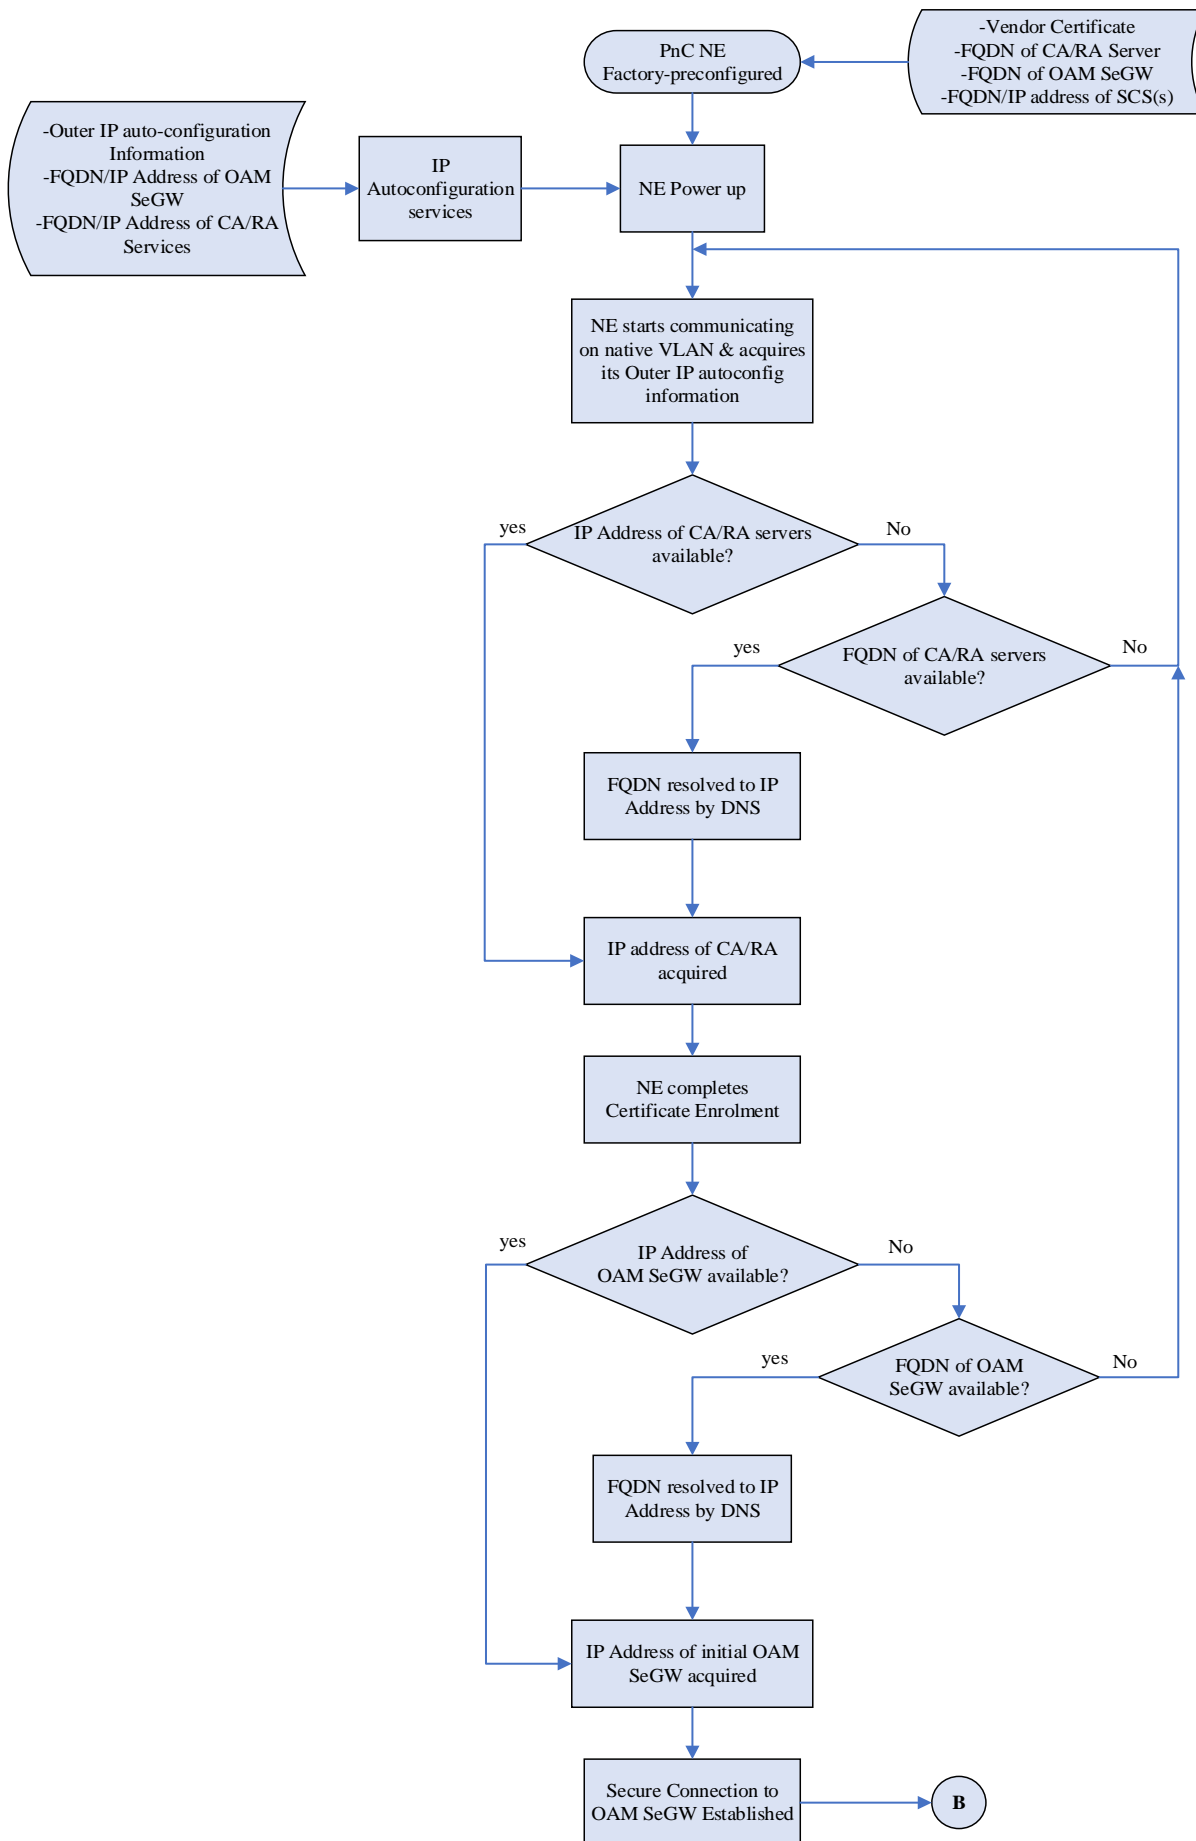 -Vendor Certificate
-FQDN of CA/RA Server
-FQDN of OAM SeGW
-FQDN/IP address of SCS(s)
PnC NE
Factory-preconfigured
-Outer IP auto-configuration
Information
-FQDN/IP Address of OAM
SeGW
-FQDN/IP Address of CA/RA
Services
IP
Autoconfiguration
services
NE Power up
NE starts communicating
on native VLAN & acquires
its Outer IP autoconfig
information
yes
IP Address of CA/RA servers
available?
No
yes
FQDN of CA/RA servers
available?
No
FQDN resolved to IP
Address by DNS
IP address of CA/RA
acquired
NE completes
Certificate Enrolment
yes
IP Address of
OAM SeGW available?
No
yes
FQDN of OAM
SeGW available?
No
FQDN resolved to IP
Address by DNS
IP Address of initial OAM
SeGW acquired
Secure Connection to
OAM SeGW Established
B